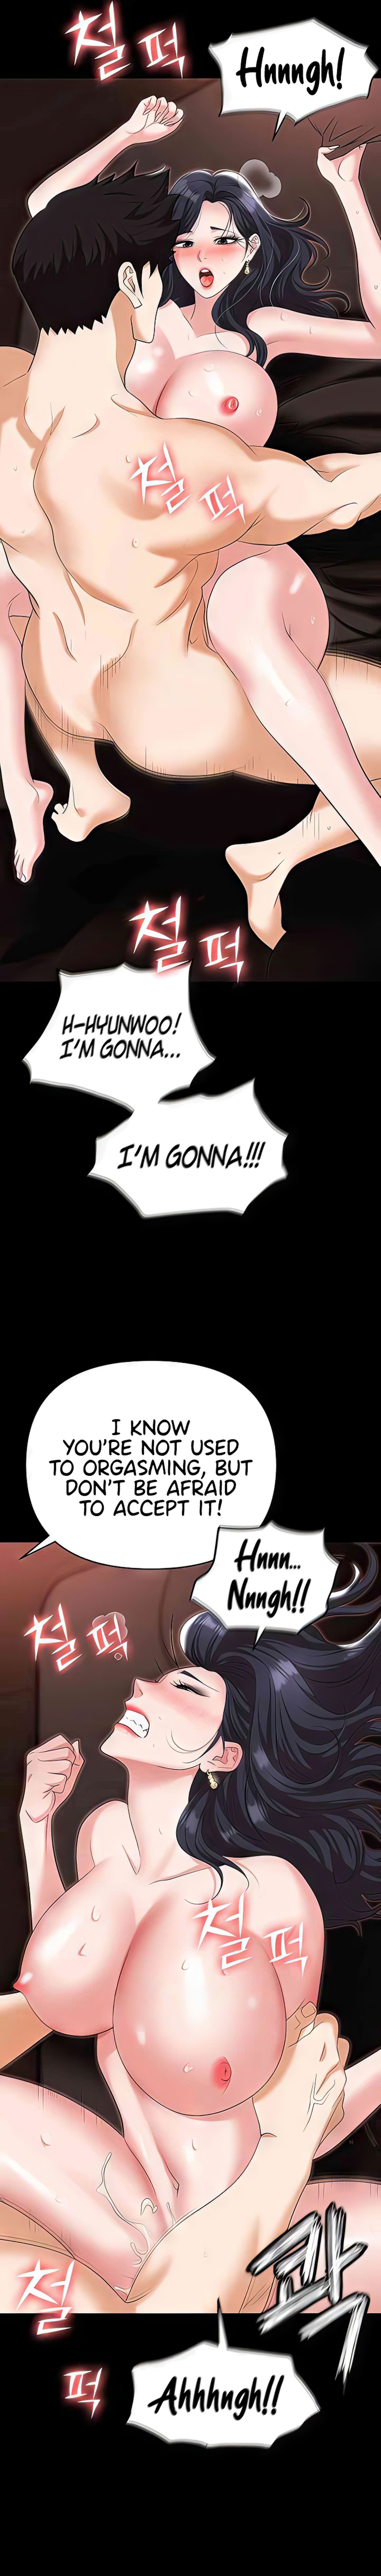 철 퍽
Hnnngh!
철 퍽
철 퍽
H-HYUNWOO!
I'M GONNA...
I'M GONNA!!!
I KNOW
YOU'RE NOT USED
TO ORGASMING, BUT
DON'T BE AFRAID
TO ACCEPT IT!
Hnnn...
Nnngh!!
철 퍽
철 퍽
콱
철
퍽
Ahhhngh!!